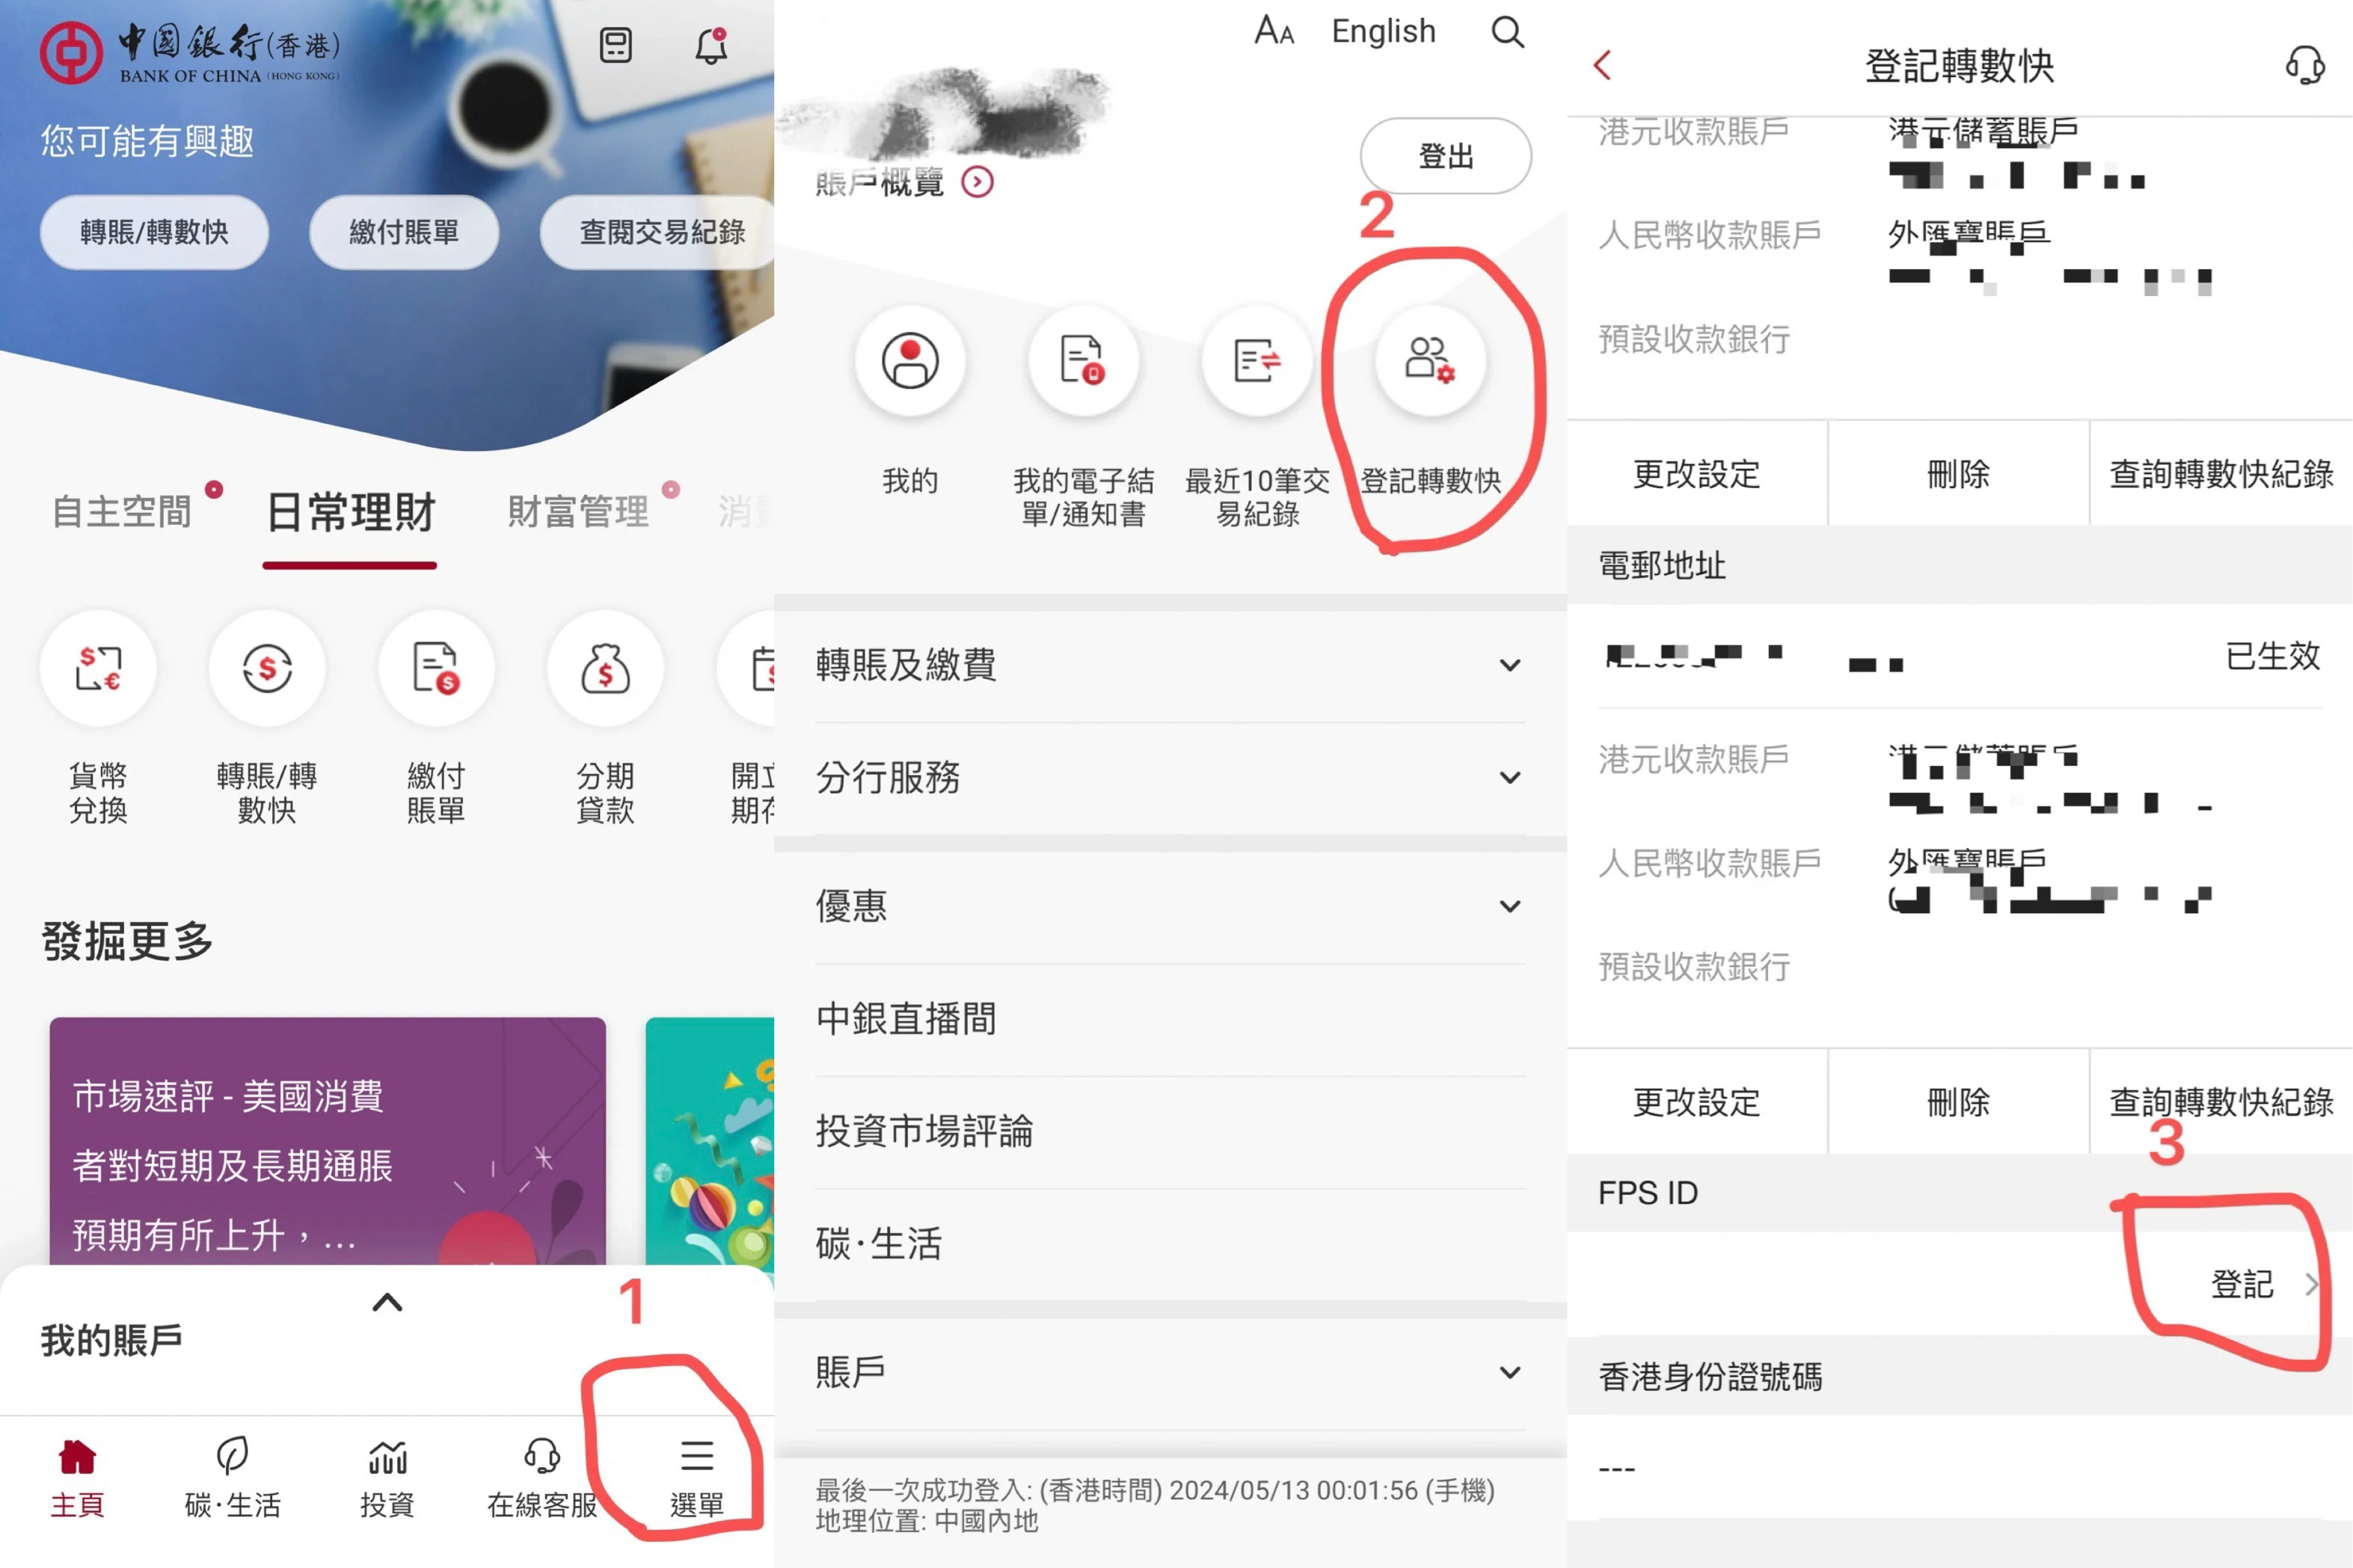 中國銀行(香港)
BANK OF CHINA (HONG KONG)
您可能有興趣
轉賬/轉數快
繳付賬單
查閱交易紀錄
自主空間
日常理財
財富管理
消費
貨幣
兌換
轉賬/轉
數快
繳付
賬單
分期
貸款
開立
期存
發掘更多
市場速評 - 美國消費
者對短期及長期通脹
預期有所上升，...
1
我的賬戶
主頁
碳·生活
投資
在線客服
選單
AA
English
賬戶概覽
登出
2
我的
我的電子結
單/通知書
最近10筆交
易紀錄
登記轉數快
轉賬及繳費
分行服務
優惠
中銀直播間
投資市場評論
碳·生活
賬戶
最後一次成功登入: (香港時間) 2024/05/13 00:01:56 (手機)
地理位置: 中國內地
登記轉數快
港元收款賬戶
港元儲蓄賬戶
人民幣收款賬戶
外匯寶賬戶
預設收款銀行
更改設定
刪除
查詢轉數快紀錄
電郵地址
已生效
港元收款賬戶
港元儲蓄賬戶
人民幣收款賬戶
外匯寶賬戶
預設收款銀行
更改設定
刪除
查詢轉數快紀錄
3
FPS ID
登記
香港身份證號碼
---